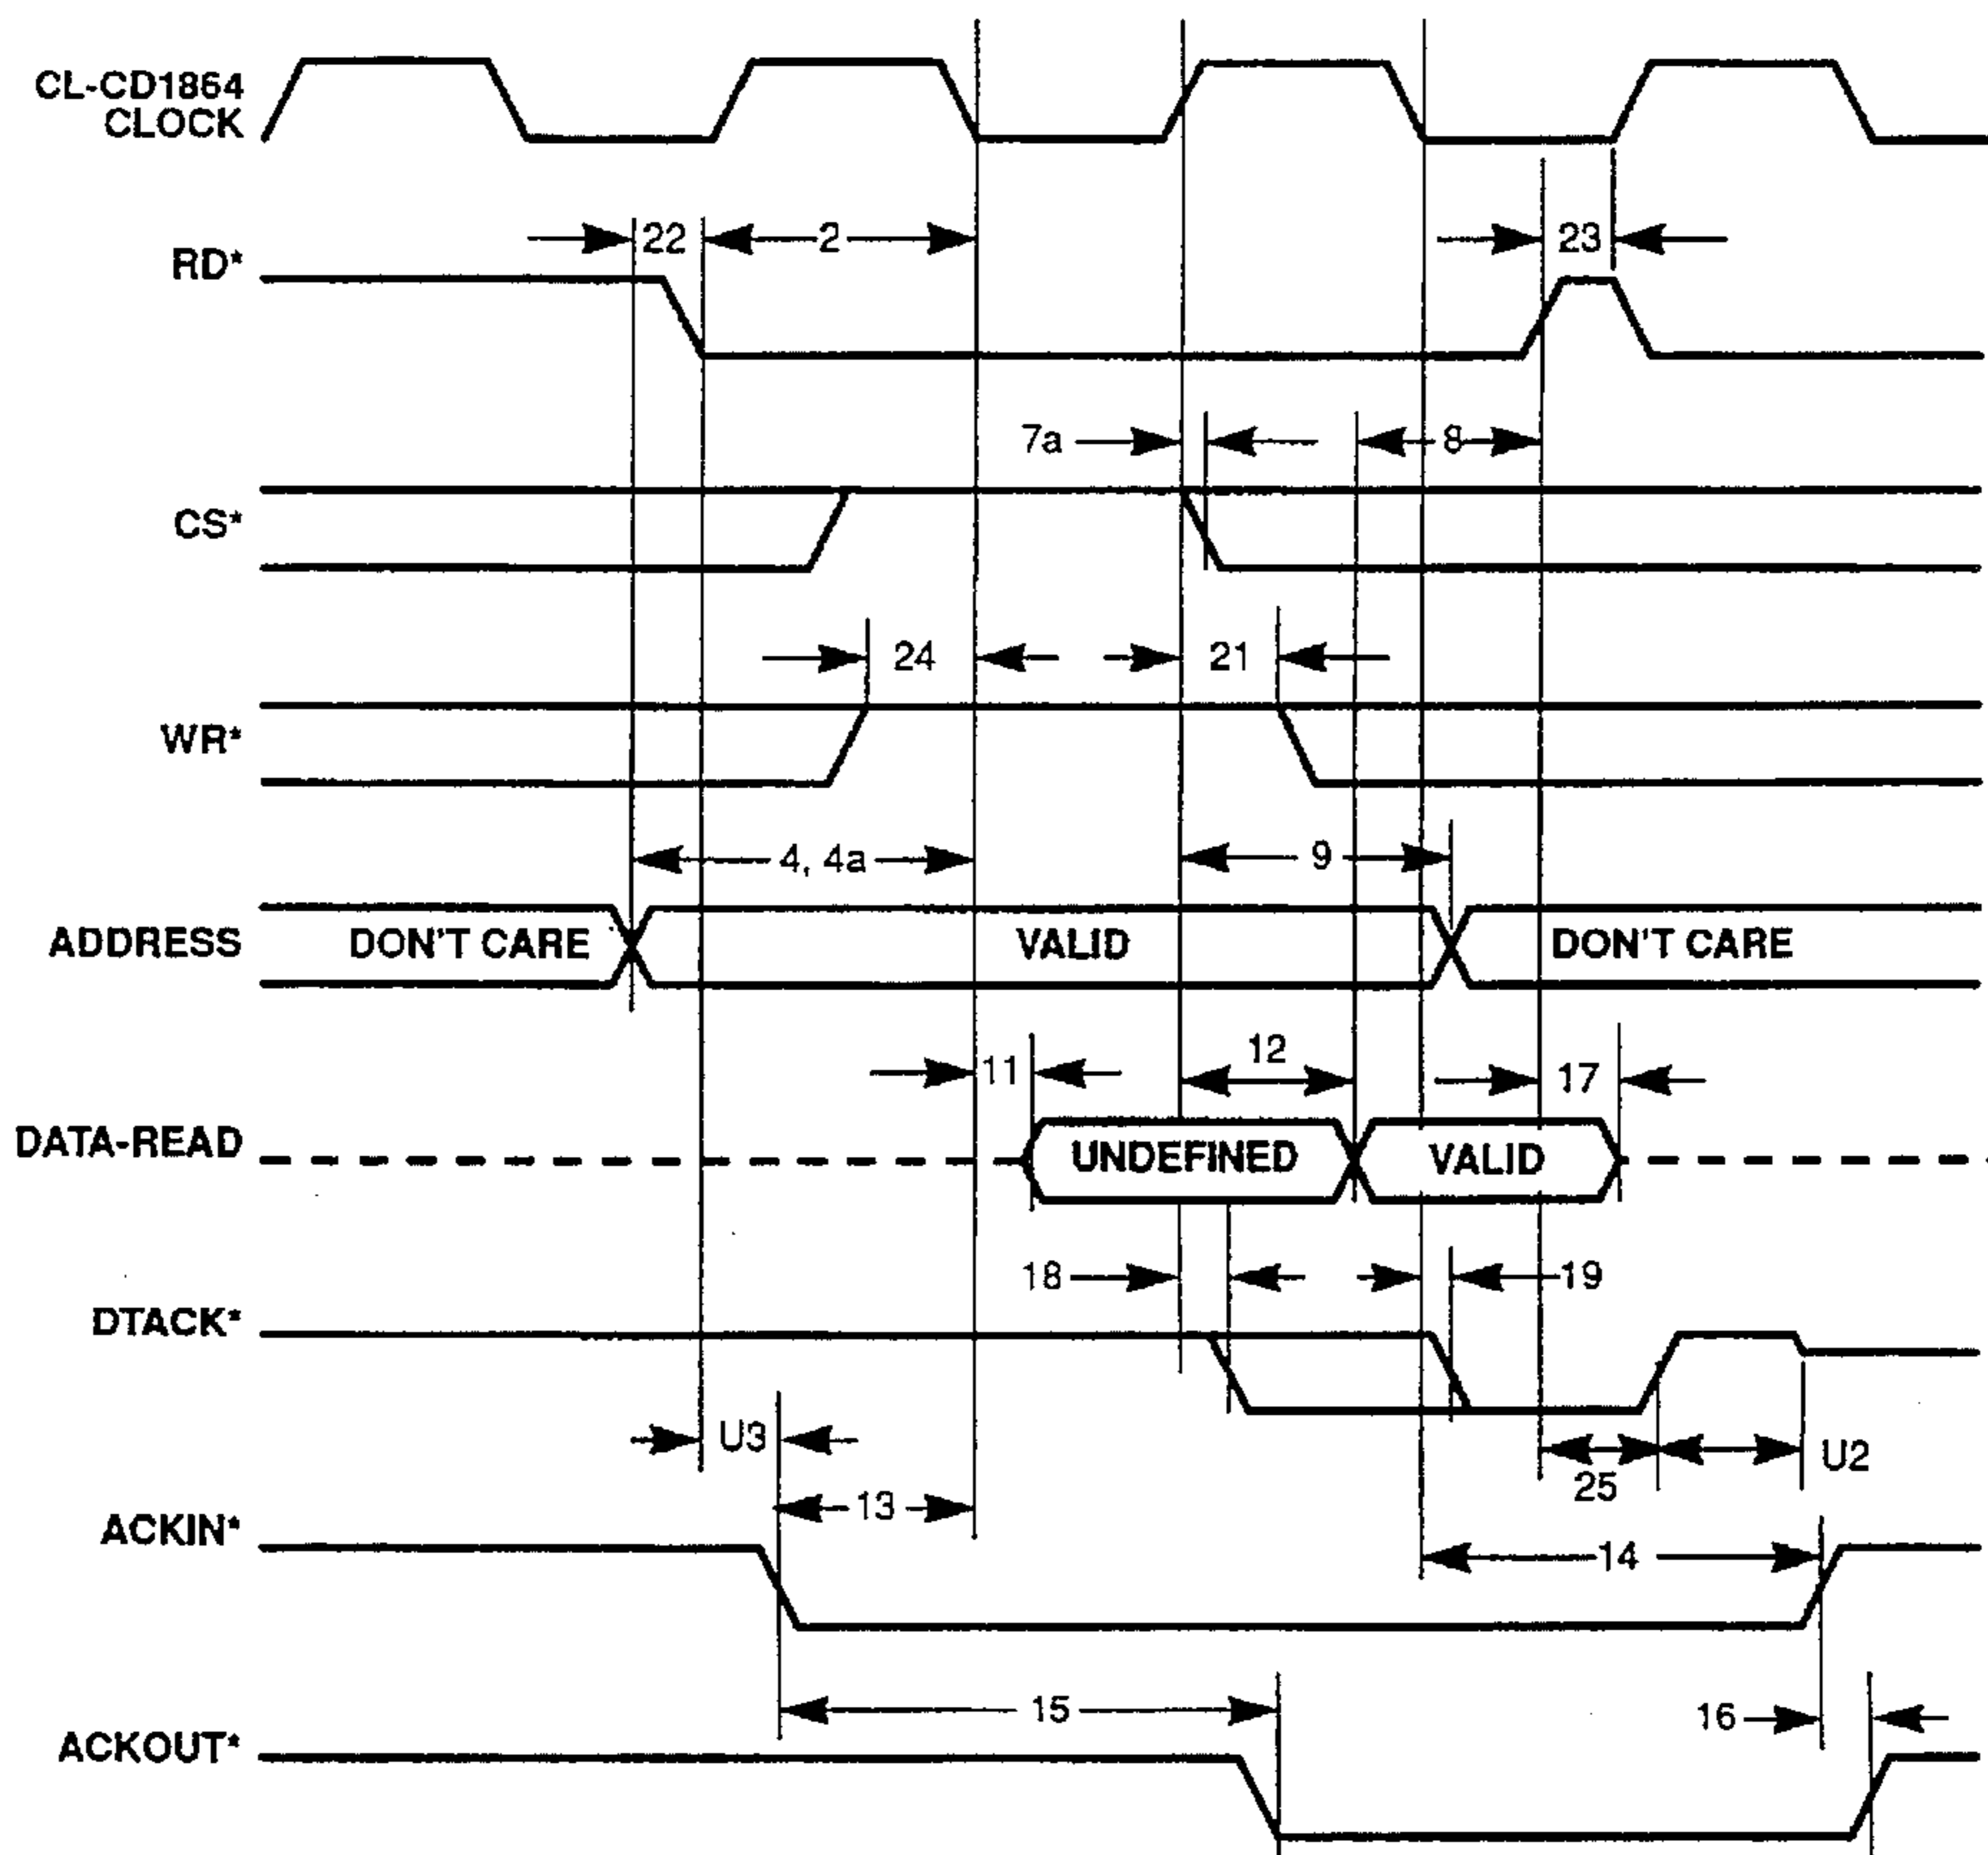 CL-CD1864
CLOCK
22
2
23
RD*
7a
8
CS*
24
21
WR*
4, 4a
9
ADDRESS
DON'T CARE
VALID
DON'T CARE
11
12
17
DATA-READ
UNDEFINED
VALID
18
19
DTACK*
U3
25
U2
13
ACKIN*
14
15
16
ACKOUT*